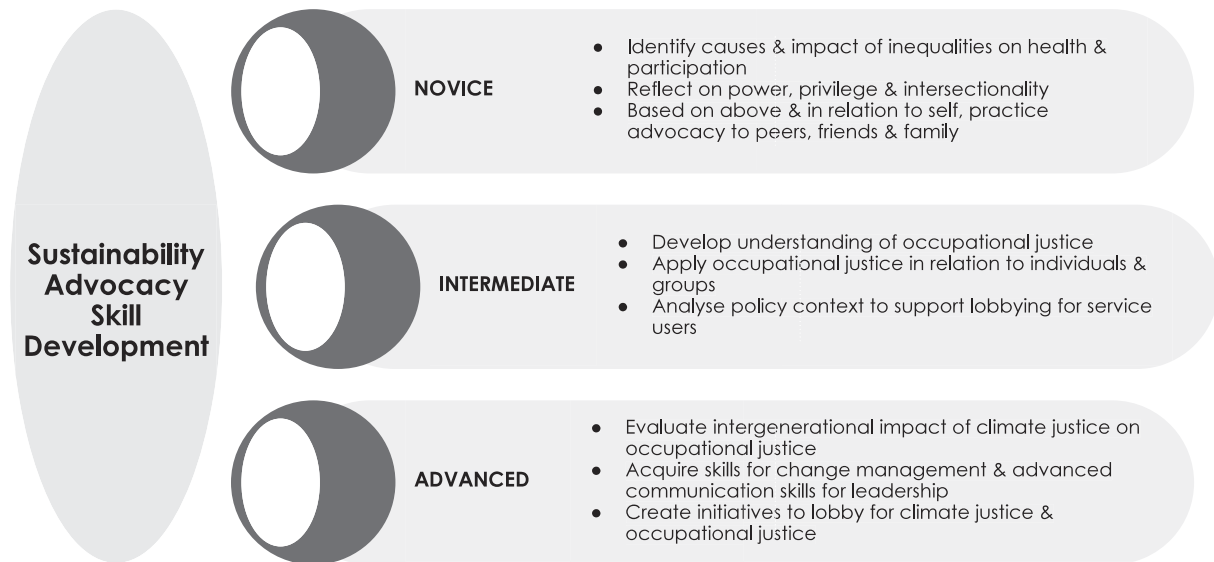 Sustainability
Advocacy
Skill
Development
NOVICE
● Identify causes & impact of inequalities on health &
participation
● Reflect on power, privilege & intersectionality
● Based on above & in relation to self, practice
advocacy to peers, friends & family
INTERMEDIATE
● Develop understanding of occupational justice
● Apply occupational justice in relation to individuals &
groups
● Analyse policy context to support lobbying for service
users
ADVANCED
● Evaluate intergenerational impact of climate justice on
occupational justice
● Acquire skills for change management & advanced
communication skills for leadership
● Create initiatives to lobby for climate justice &
occupational justice